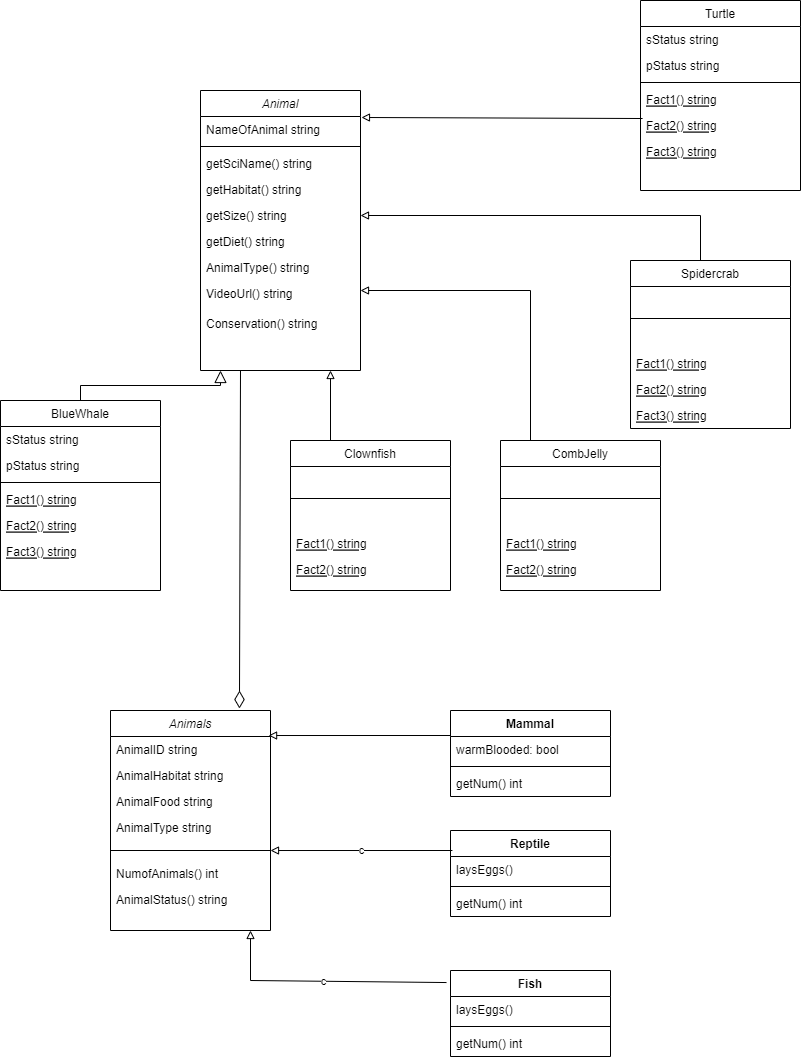 Turtle
sStatus string
pStatus string
Fact1() string
Fact2() string
Fact3() string
Animal
NameOfAnimal string
getSciName() string
getHabitat() string
getSize() string
getDiet() string
AnimalType() string
VideoUrl() string
Conservation() string
Spidercrab
Fact1() string
Fact2() string
Fact3() string
BlueWhale
sStatus string
pStatus string
Fact1() string
Fact2() string
Fact3() string
Clownfish
Fact1() string
Fact2() string
CombJelly
Fact1() string
Fact2() string
Animals
AnimalID string
AnimalHabitat string
AnimalFood string
AnimalType string
NumofAnimals() int
AnimalStatus() string
Mammal
warmBlooded: bool
getNum() int
c
Reptile
laysEggs()
getNum() int
c
Fish
laysEggs()
getNum() int